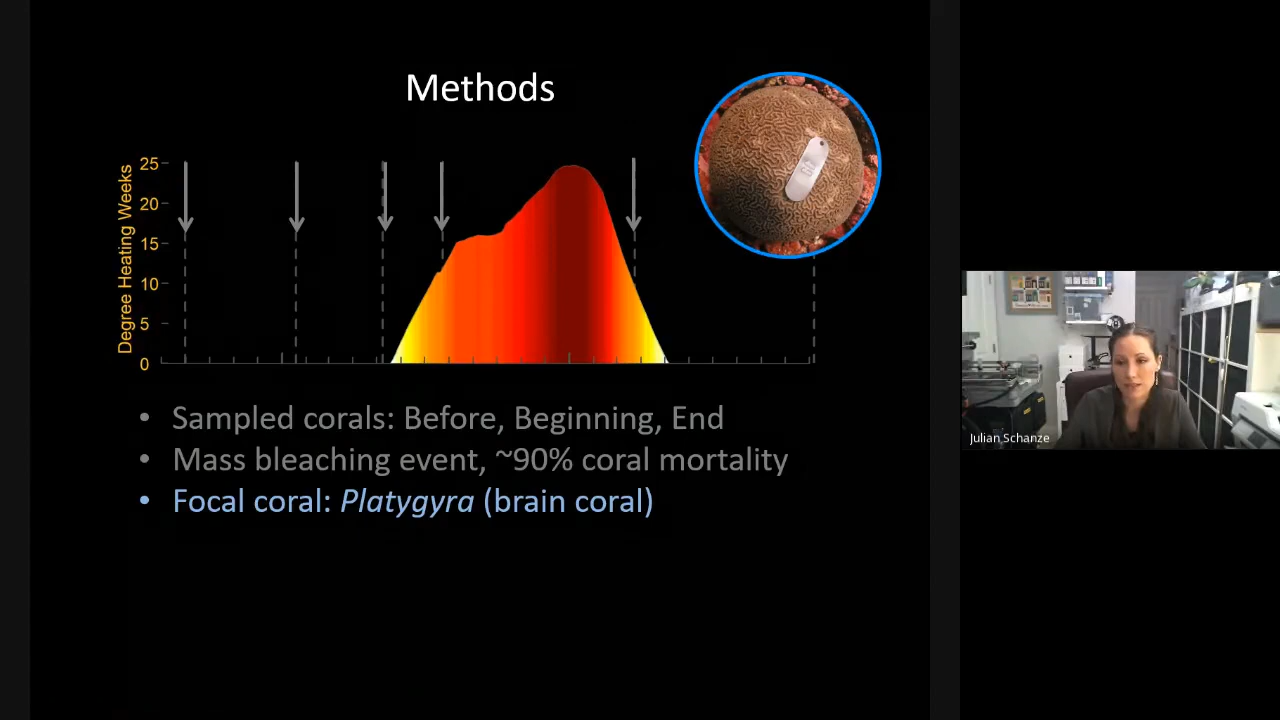 Methods
Degree Heating Weeks
25
20
15
10
5
0
• Sampled corals: Before, Beginning, End
• Mass bleaching event, ~90% coral mortality
• Focal coral: Platygyra (brain coral)
Julian Schanze